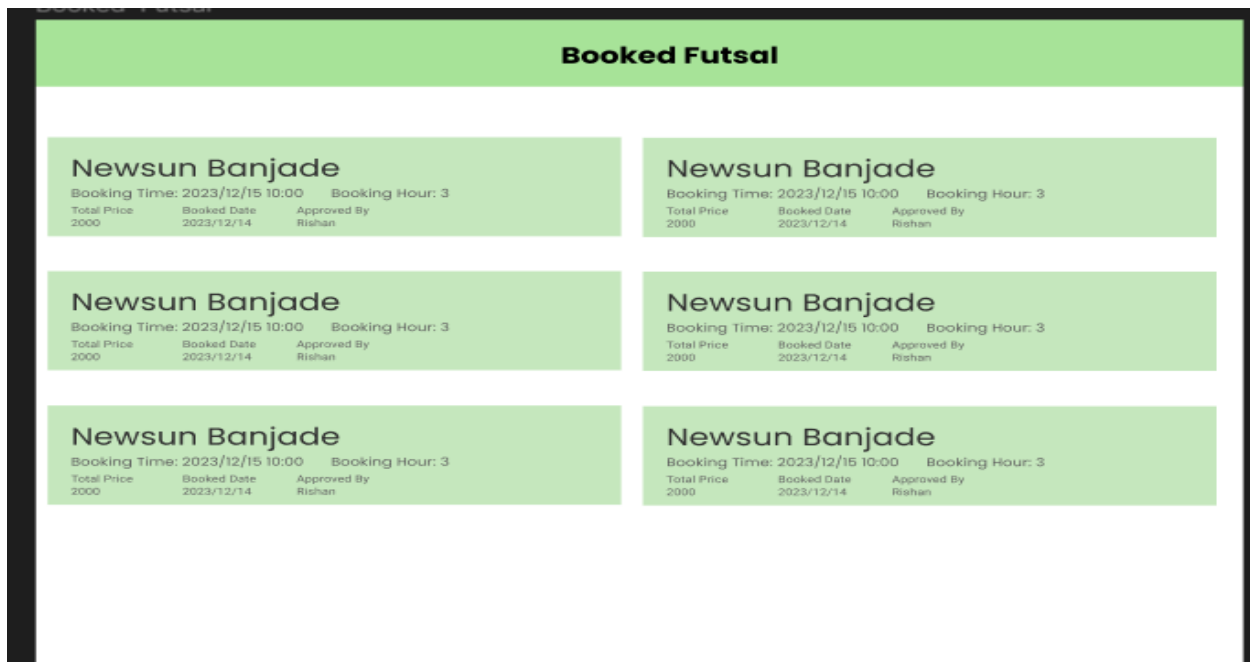 Booked Futsal
Booked Futsal
Newsun Banjade
Booking Time: 2023/12/15 10:00 Booking Hour: 3
Total Price Booked Date Approved By
2000 2023/12/14 Rishan
Newsun Banjade
Booking Time: 2023/12/15 10:00 Booking Hour: 3
Total Price Booked Date Approved By
2000 2023/12/14 Rishan
Newsun Banjade
Booking Time: 2023/12/15 10:00 Booking Hour: 3
Total Price Booked Date Approved By
2000 2023/12/14 Rishan
Newsun Banjade
Booking Time: 2023/12/15 10:00 Booking Hour: 3
Total Price Booked Date Approved By
2000 2023/12/14 Rishan
Newsun Banjade
Booking Time: 2023/12/15 10:00 Booking Hour: 3
Total Price Booked Date Approved By
2000 2023/12/14 Rishan
Newsun Banjade
Booking Time: 2023/12/15 10:00 Booking Hour: 3
Total Price Booked Date Approved By
2000 2023/12/14 Rishan